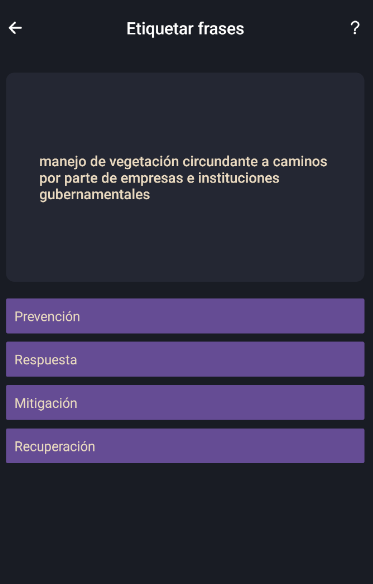 Etiquetar frases
?
manejo de vegetación circundante a caminos
por parte de empresas e instituciones
gubernamentales
Prevención
Respuesta
Mitigación
Recuperación